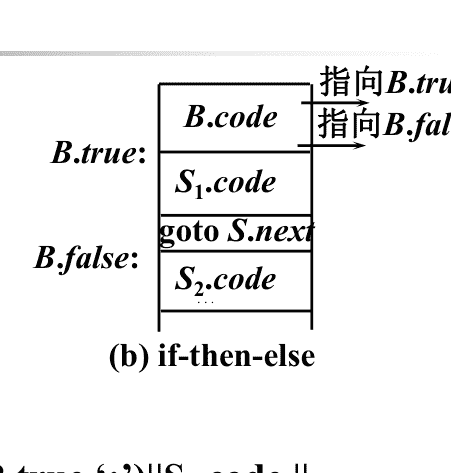 指向B.tru
B.code
指向B.fal
B.true:
S₁.code
goto S.next
B.false:
S₂.code
...
(b) if-then-else